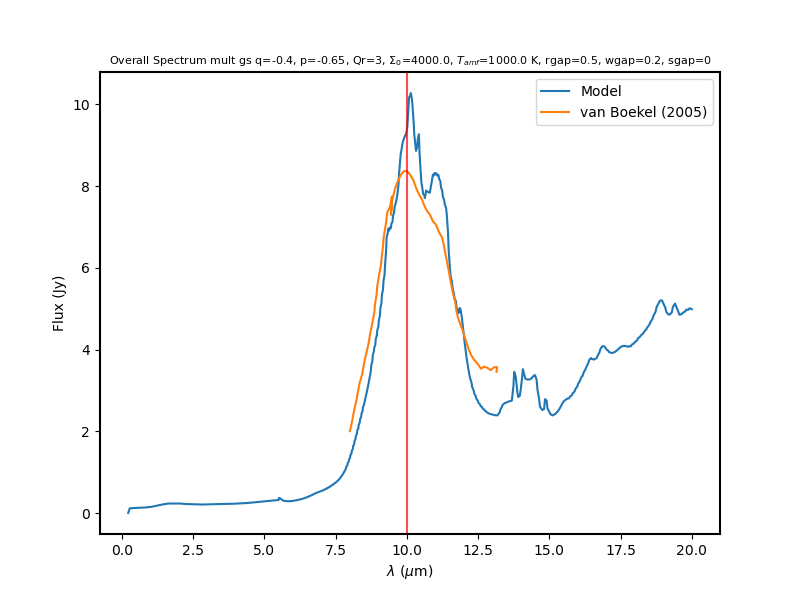 Overall Spectrum mult gs q=-0.4, p=-0.65, Qr=3, Σ₀=4000.0, T_amf=1000.0 K, rgap=0.5, wgap=0.2, sgap=0
Model
van Boekel (2005)
10
8
6
4
2
0
Flux (Jy)
0.0 2.5 5.0 7.5 10.0 12.5 15.0 17.5 20.0
λ (μm)